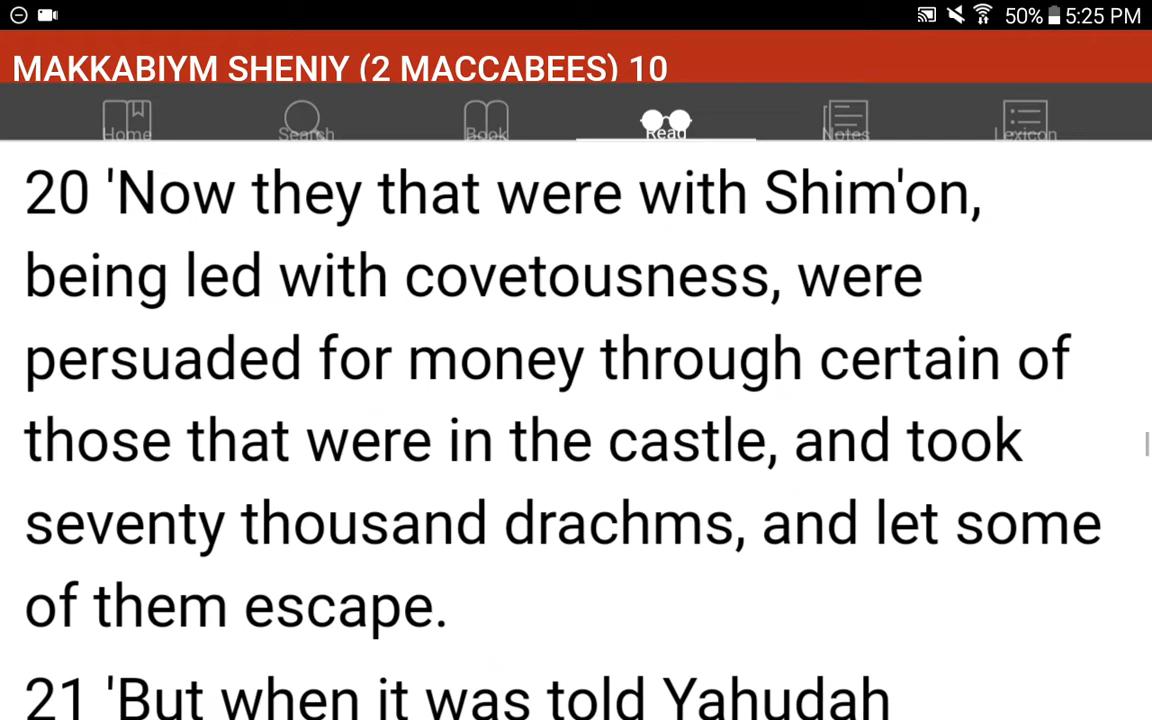 50% 5:25 PM
MAKKABIYM SHENIY (2 MACCABEES) 10
Home Search Book Read Notes Lexicon
20 'Now they that were with Shim'on,
being led with covetousness, were
persuaded for money through certain of
those that were in the castle, and took
seventy thousand drachms, and let some
of them escape.
21 'But when it was told Yahudah